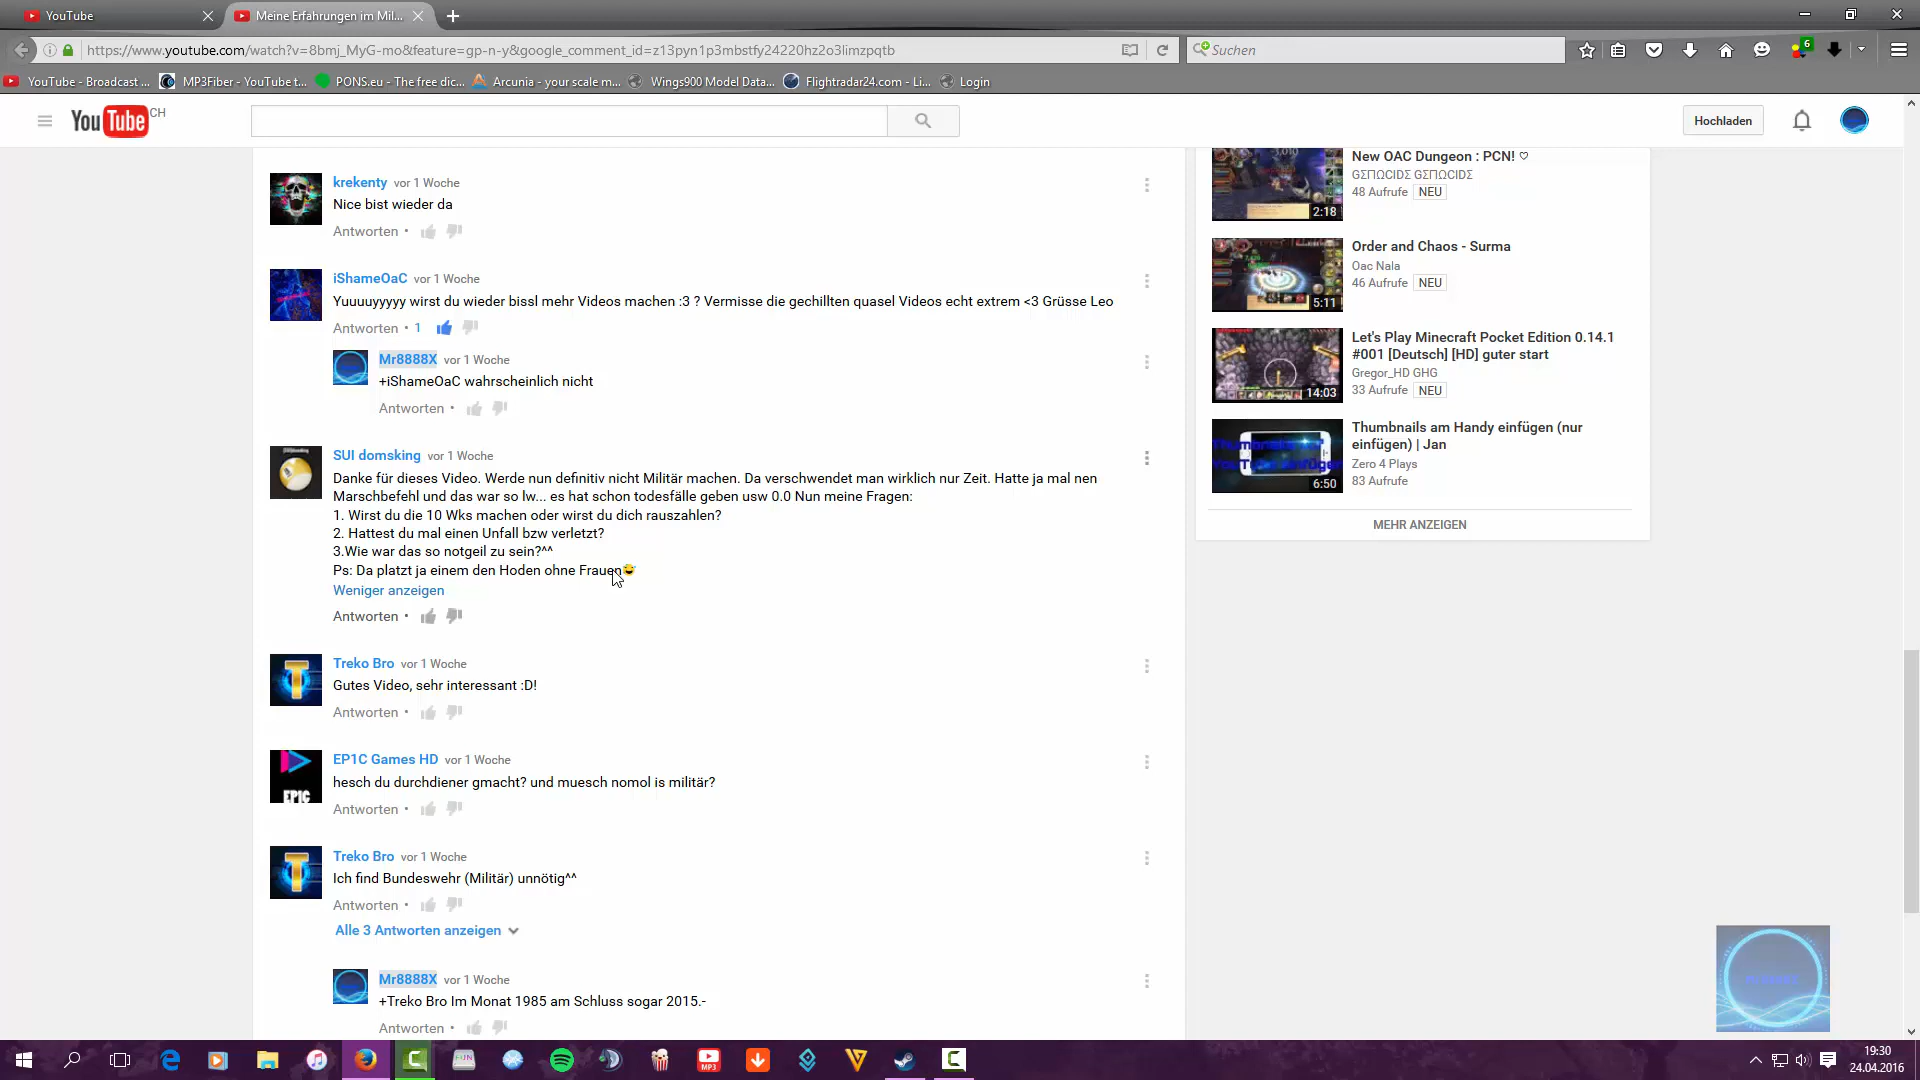 YouTube
Meine Erfahrungen im Mil...
https://www.youtube.com/watch?v=8bmj_MyG-mo&feature=gp-n-y&google_comment_id=z13pyn1p3mbstfy24220hz2o3limzpqtb
Suchen
6
YouTube - Broadcast ...
MP3Fiber - YouTube t...
PONS.eu - The free dic...
Arcunia - your scale m...
Wings900 Model Data...
Flightradar24.com - Li...
Login
YouTube CH
Hochladen
krekenty vor 1 Woche
Nice bist wieder da
Antworten •
iShameOaC vor 1 Woche
Yuuuuyyyyy wirst du wieder bissl mehr Videos machen :3 ? Vermisse die gechillten quasel Videos echt extrem <3 Grüsse Leo
Antworten • 1
Mr8888X vor 1 Woche
+iShameOaC wahrscheinlich nicht
Antworten •
SUI domsking vor 1 Woche
Danke für dieses Video. Werde nun definitiv nicht Militär machen. Da verschwendet man wirklich nur Zeit. Hatte ja mal nen
Marschbefehl und das war so lw... es hat schon todesfälle geben usw 0.0 Nun meine Fragen:
1. Wirst du die 10 Wks machen oder wirst du dich rauszahlen?
2. Hattest du mal einen Unfall bzw verletzt?
3.Wie war das so notgeil zu sein?^^
Ps: Da platzt ja einem den Hoden ohne Frauen😅
Weniger anzeigen
Antworten •
Treko Bro vor 1 Woche
Gutes Video, sehr interessant :D!
Antworten •
EP1C
EP1C Games HD vor 1 Woche
hesch du durchdiener gmacht? und muesch nomol is militär?
Antworten •
Treko Bro vor 1 Woche
Ich find Bundeswehr (Militär) unnötig^^
Antworten •
Alle 3 Antworten anzeigen
Mr8888X vor 1 Woche
+Treko Bro Im Monat 1985 am Schluss sogar 2015.-
Antworten •
New OAC Dungeon : PCN! ♡
GΣΠΩCIDΣ GΣΠΩCIDΣ
48 Aufrufe NEU
2:18
Order and Chaos - Surma
Oac Nala
46 Aufrufe NEU
5:11
Let's Play Minecraft Pocket Edition 0.14.1
#001 [Deutsch] [HD] guter start
Gregor_HD GHG
33 Aufrufe NEU
14:03
Thumbnails am Handy einfügen (nur
einfügen) | Jan
Zero 4 Plays
83 Aufrufe
6:50
MEHR ANZEIGEN
MP3
19:30
24.04.2016